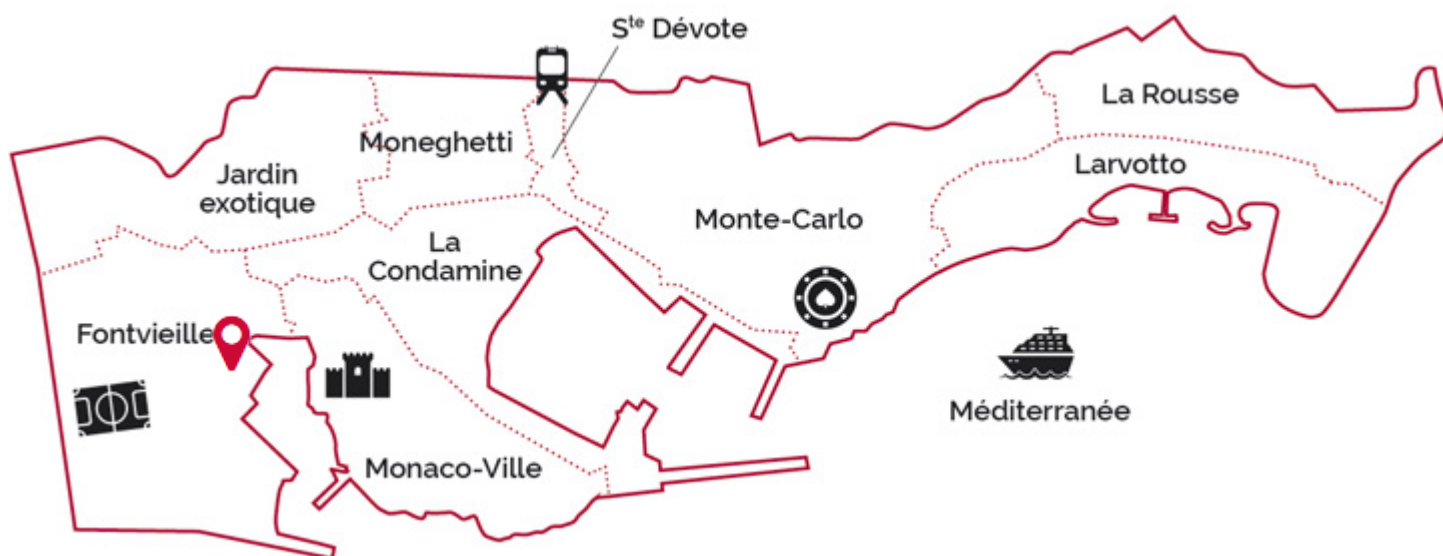 Sᵗᵉ Dévote
La Rousse
Moneghetti
Larvotto
Jardin
exotique
Monte-Carlo
La
Condamine
Fontvieille
Méditerranée
Monaco-Ville